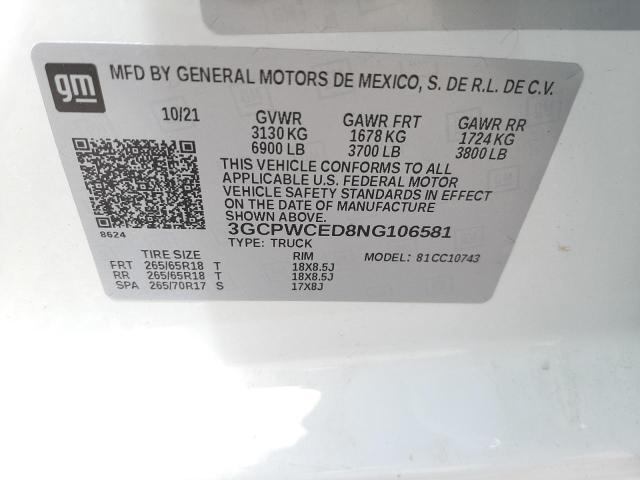 gm MFD BY GENERAL MOTORS DE MEXICO, S. DE R.L. DE C.V.
10/21 GVWR GAWR FRT GAWR RR
3130 KG 1678 KG 1724 KG
6900 LB 3700 LB 3800 LB
THIS VEHICLE CONFORMS TO ALL
APPLICABLE U.S. FEDERAL MOTOR
VEHICLE SAFETY STANDARDS IN EFFECT
ON THE DATE OF MANUFACTURE
SHOWN ABOVE.
8624 3GCPWCED8NG106581
TYPE: TRUCK MODEL: 81CC10743
TIRE SIZE RIM
FRT 265/65R18 T 18X8.5J
RR 265/65R18 T 18X8.5J
SPA 265/70R17 S 17X8J